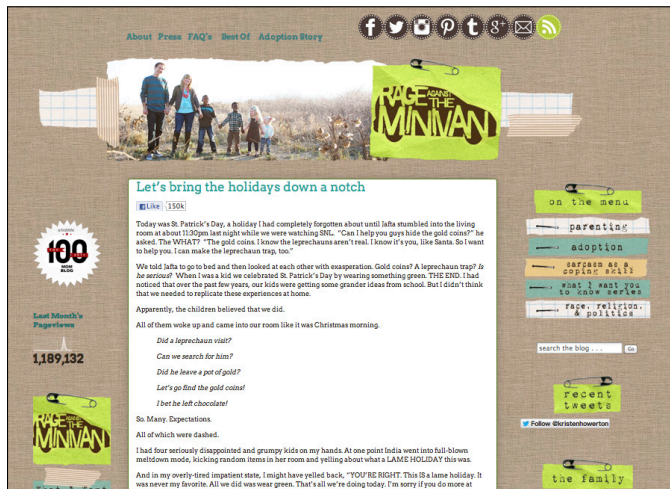 About Press FAQ's Best Of Adoption Story
RAGE AGAINST
THE
MINIVAN
Let's bring the holidays down a notch
Like 150k
Today was St. Patrick's Day, a holiday I had completely forgotten about until Jafta stumbled into the living
room at about 11:30pm last night while we were watching SNL. "Can I help you guys hide the gold coins?" he
asked. The WHAT? "The gold coins. I know the leprechauns aren't real. I know it's you, like Santa. So I want
to help you. I can make the leprechaun trap, too."
We told Jafta to go to bed and then looked at each other with exasperation. Gold coins? A leprechaun trap? Is
he serious? When I was a kid we celebrated St. Patrick's Day by wearing something green. THE END. I had
noticed that over the past few years, our kids were getting some grander ideas from school. But I didn't think
that we needed to replicate these experiences at home.
Apparently, the children believed that we did.
All of them woke up and came into our room like it was Christmas morning.
Did a leprechaun visit?
Can we search for him?
Did he leave a pot of gold?
Let's go find the gold coins!
I bet he left chocolate!
So. Many. Expectations.
All of which were dashed.
I had four seriously disappointed and grumpy kids on my hands. At one point India went into full-blown
meltdown mode, kicking random items in her room and yelling about what a LAME HOLIDAY this was.
And in my overly-tired impatient state, I might have yelled back, "YOU'RE RIGHT. This IS a lame holiday. It
was never my favorite. All we did was wear green. That's all we're doing today. I'm sorry if you do more at
100
MOM
BLOG
Last Month's
Pageviews
1,189,132
RAGE AGAINST
THE
MINIVAN
on the menu
parenting
adoption
sarcasm as a
coping skill
what I want you
to know series
race, religion,
& politics
search the blog . . . Go
recent
tweets
Follow @kristenhowerton
the family